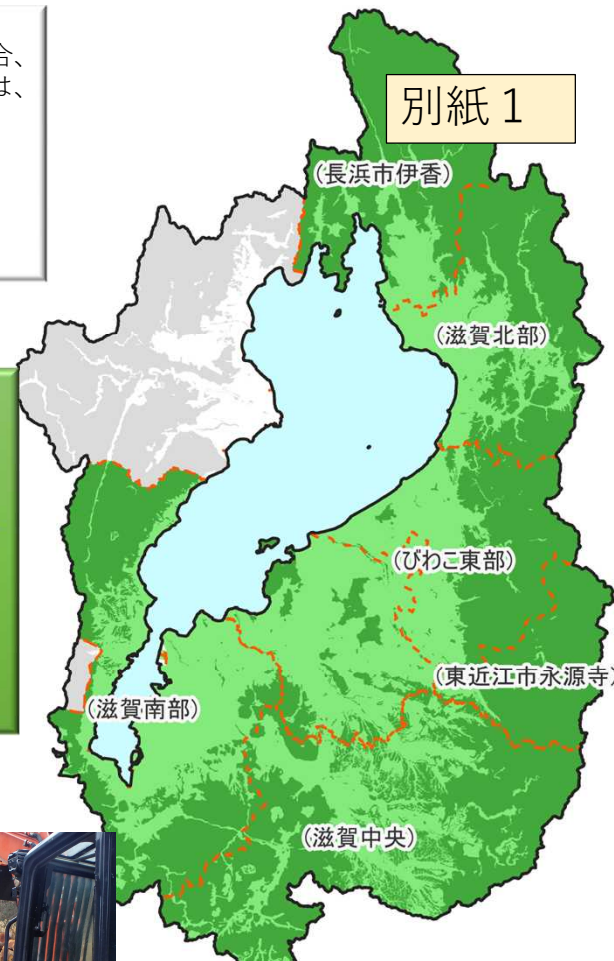 合、
は、
別紙1
(長浜市伊香)
(滋賀北部)
(びわこ東部)
(東近江市永源寺)
(滋賀南部)
(滋賀中央)